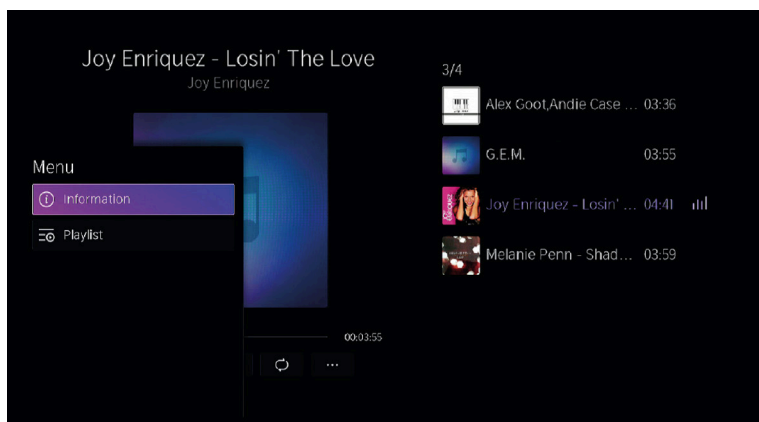 Joy Enriquez - Losin' The Love
Joy Enriquez
Menu
Information
Playlist
00:03:55
3/4
Alex Goot,Andie Case ... 03:36
G.E.M. 03:55
Joy Enriquez - Losin' ... 04:41
Melanie Penn - Shad... 03:59